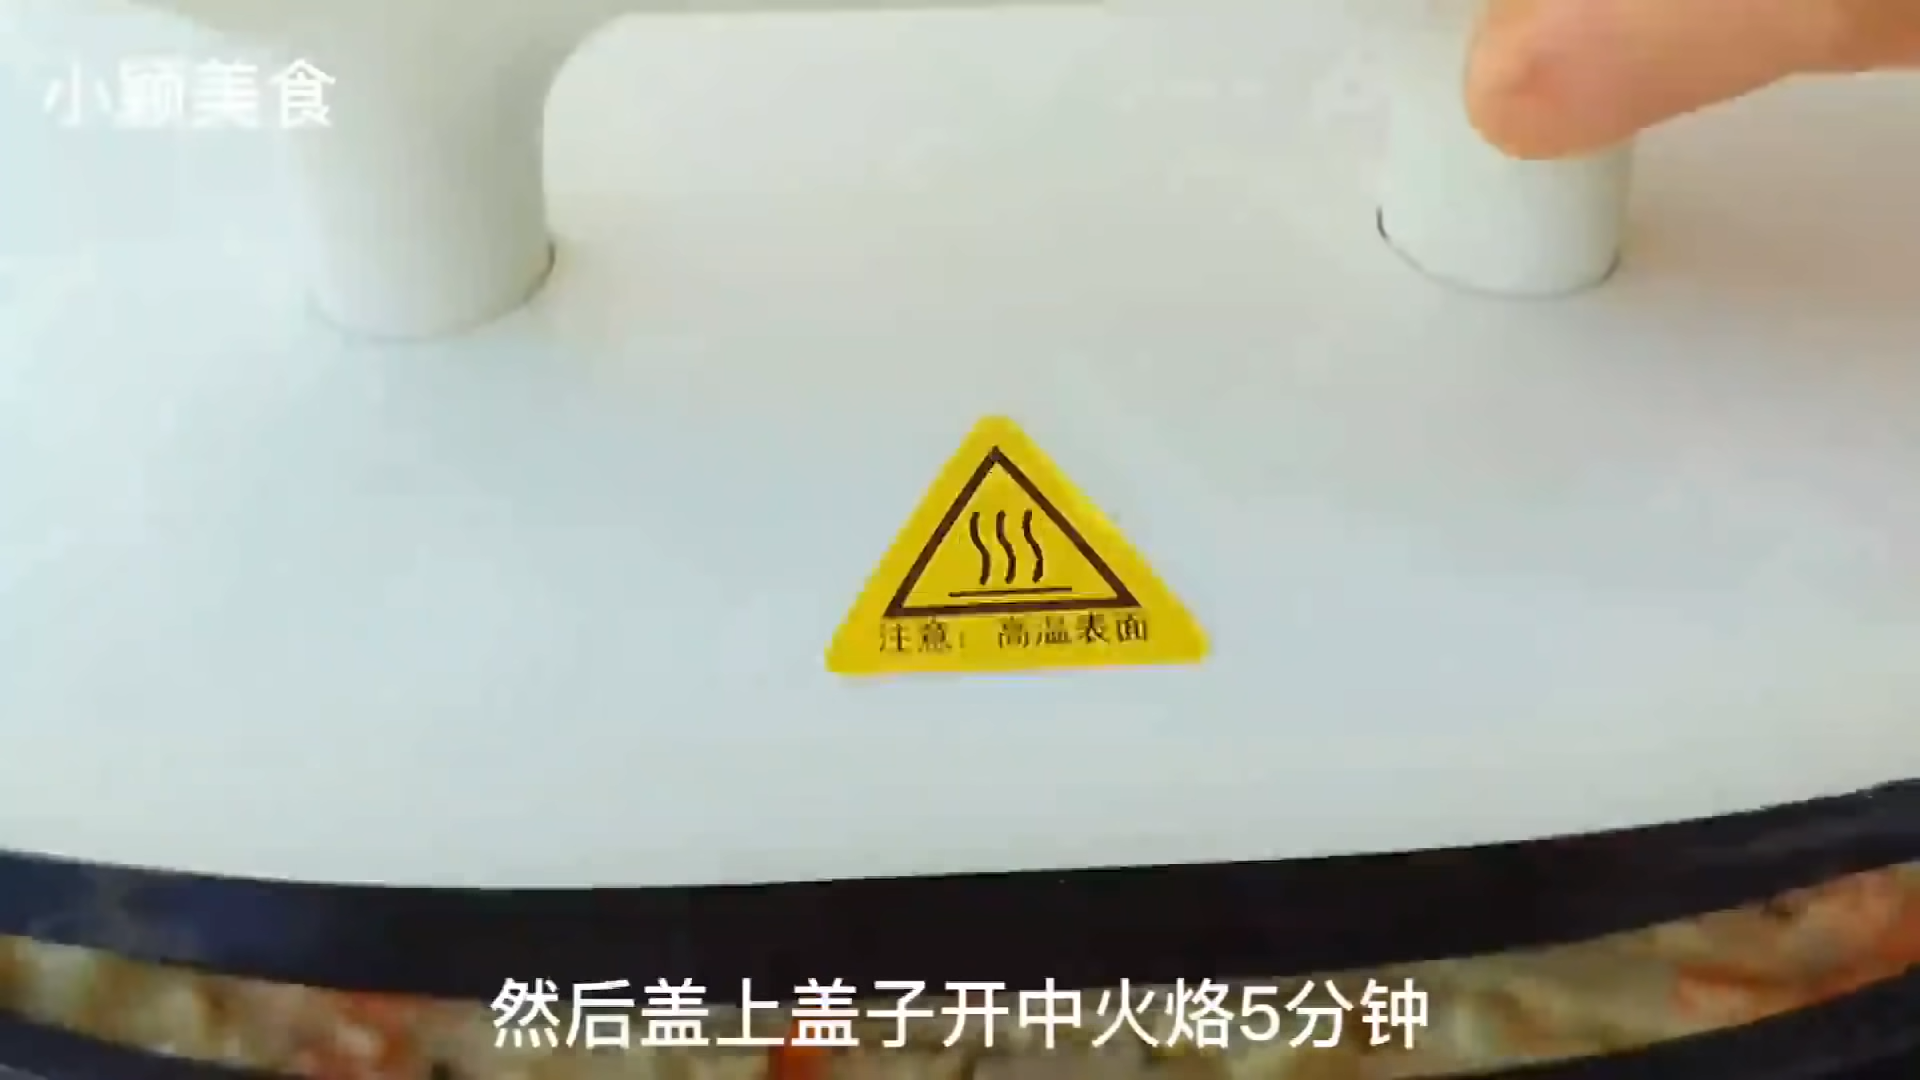 小颖美食
注意：高温表面
然后盖上盖子开中火烙5分钟